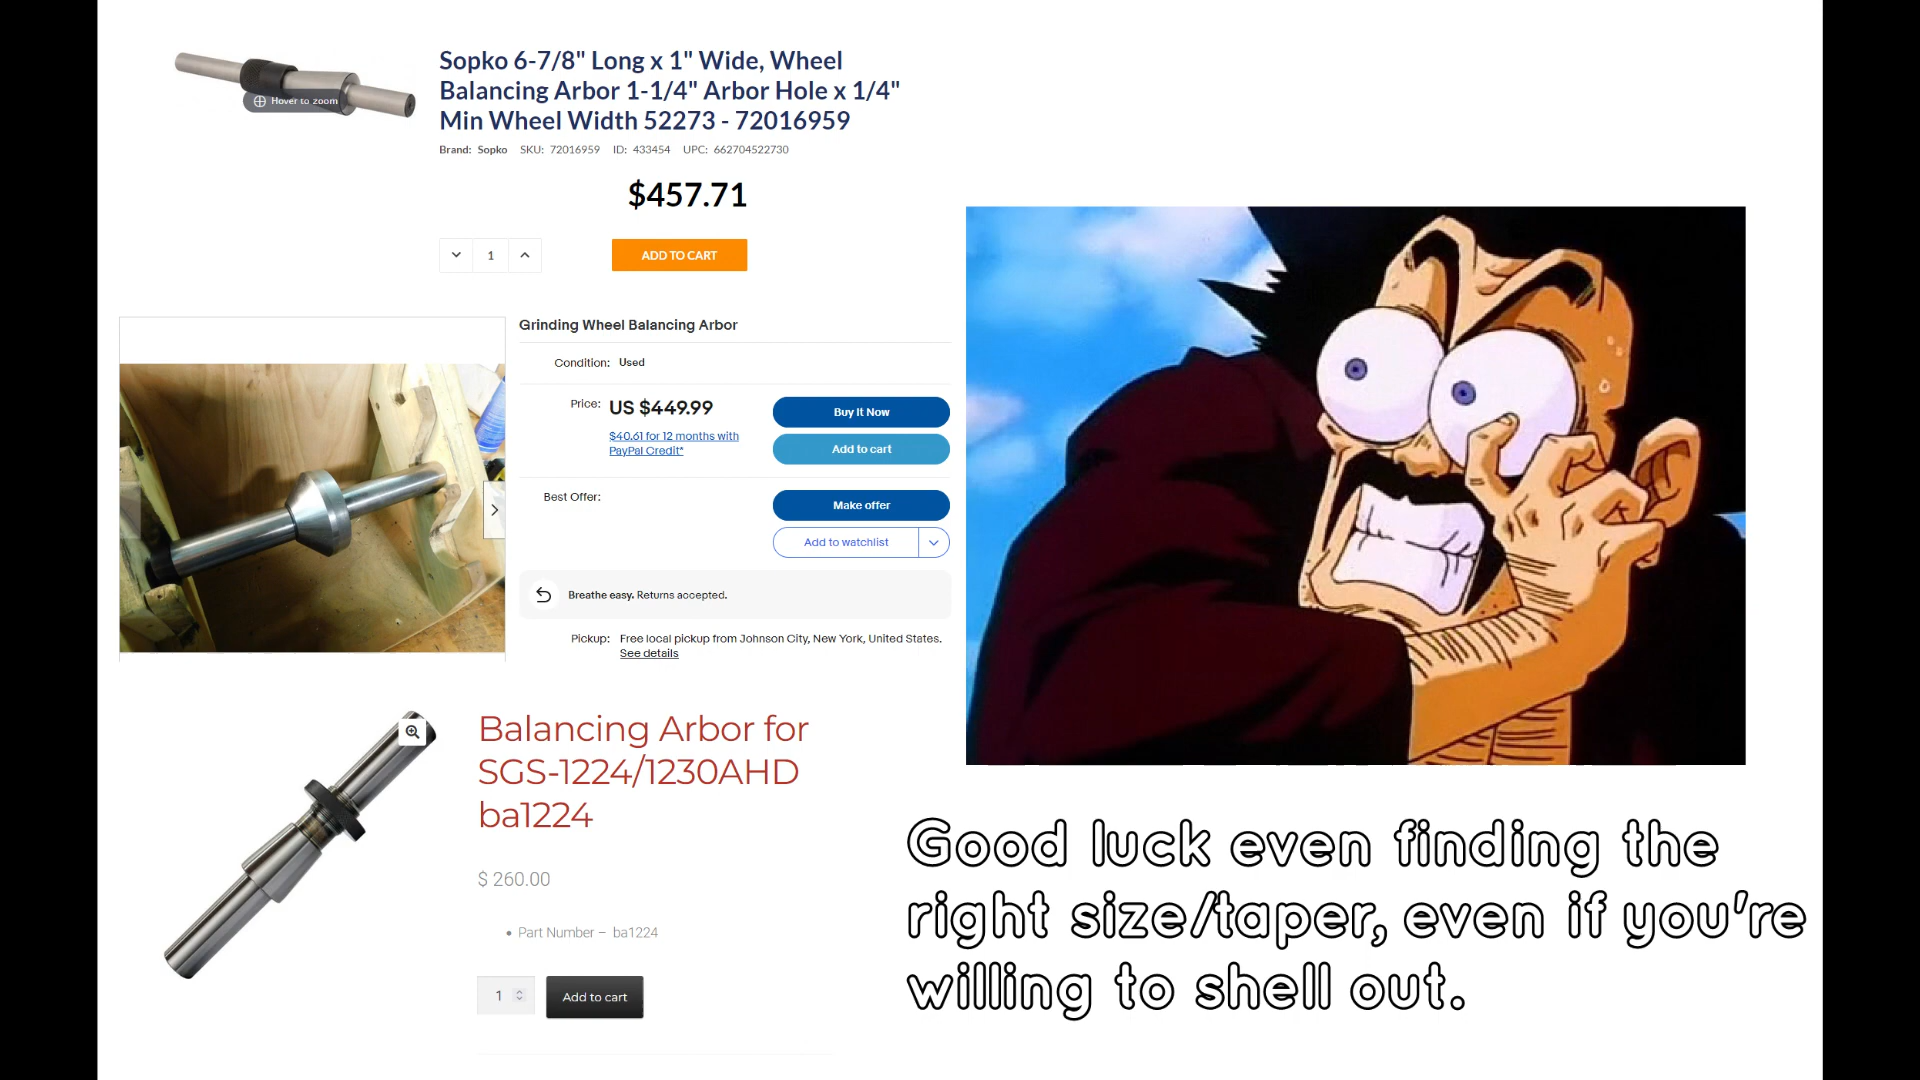 Hover to zoom
Sopko 6-7/8" Long x 1" Wide, Wheel
Balancing Arbor 1-1/4" Arbor Hole x 1/4"
Min Wheel Width 52273 - 72016959
Brand: Sopko SKU: 72016959 ID: 433454 UPC: 662704522730
$457.71
1
ADD TO CART
Grinding Wheel Balancing Arbor
Condition: Used
Price: US $449.99
Buy It Now
$40.61 for 12 months with
PayPal Credit*
Add to cart
Best Offer:
Make offer
Add to watchlist
Breathe easy. Returns accepted.
Pickup: Free local pickup from Johnson City, New York, United States.
See details
Balancing Arbor for
SGS-1224/1230AHD
ba1224
$ 260.00
• Part Number – ba1224
1
Add to cart
Good luck even finding the
right size/taper, even if you're
willing to shell out.